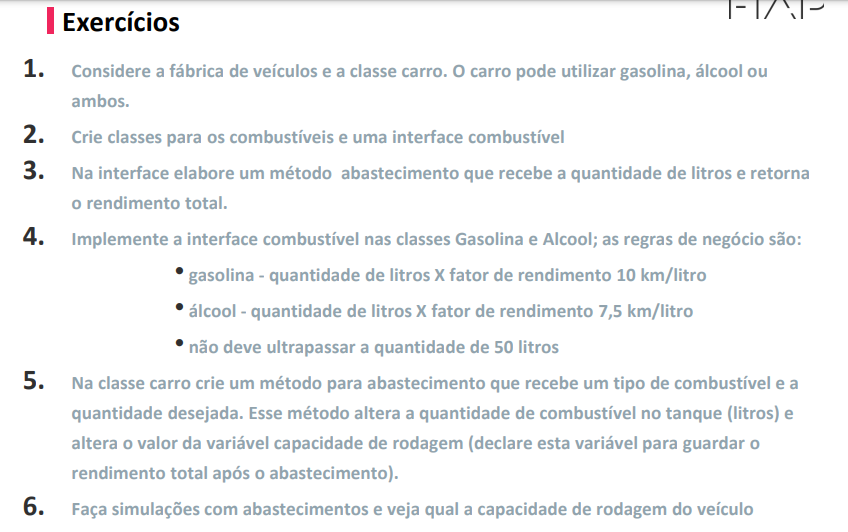 Exercícios
1. Considere a fábrica de veículos e a classe carro. O carro pode utilizar gasolina, álcool ou
ambos.
2. Crie classes para os combustíveis e uma interface combustível
3. Na interface elabore um método abastecimento que recebe a quantidade de litros e retorna
o rendimento total.
4. Implemente a interface combustível nas classes Gasolina e Alcool; as regras de negócio são:
• gasolina - quantidade de litros X fator de rendimento 10 km/litro
• álcool - quantidade de litros X fator de rendimento 7,5 km/litro
• não deve ultrapassar a quantidade de 50 litros
5. Na classe carro crie um método para abastecimento que recebe um tipo de combustível e a
quantidade desejada. Esse método altera a quantidade de combustível no tanque (litros) e
altera o valor da variável capacidade de rodagem (declare esta variável para guardar o
rendimento total após o abastecimento).
6. Faça simulações com abastecimentos e veja qual a capacidade de rodagem do veículo